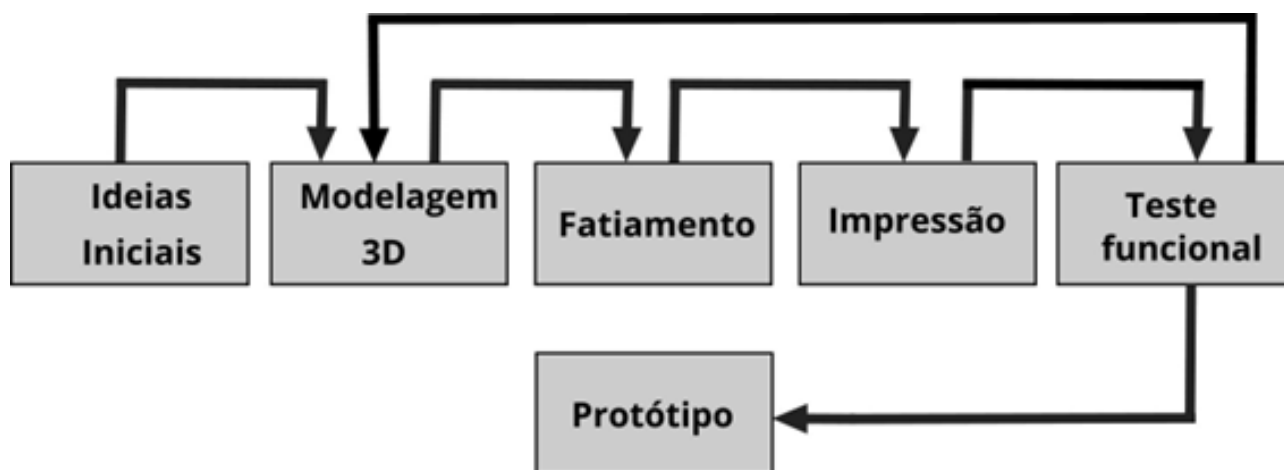 Ideias
Iniciais
Modelagem
3D
Fatiamento
Impressão
Teste
funcional
Protótipo